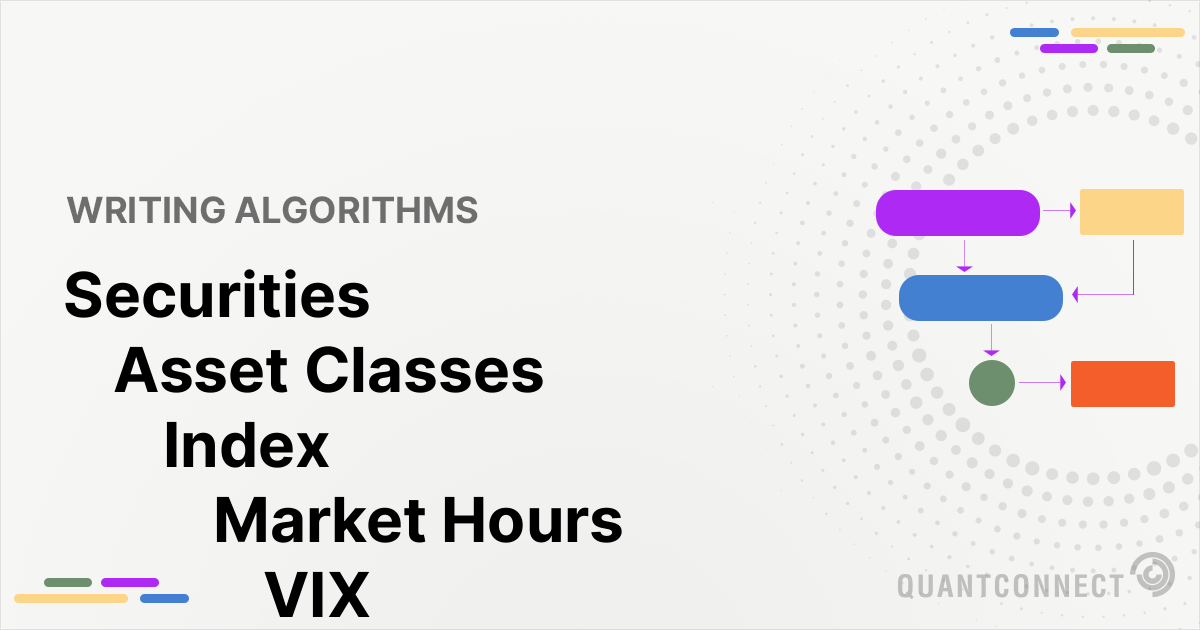 WRITING ALGORITHMS
Securities
Asset Classes
Index
Market Hours
VIX
QUANTCONNECT